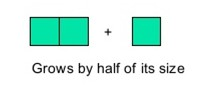 +
Grows by half of its size